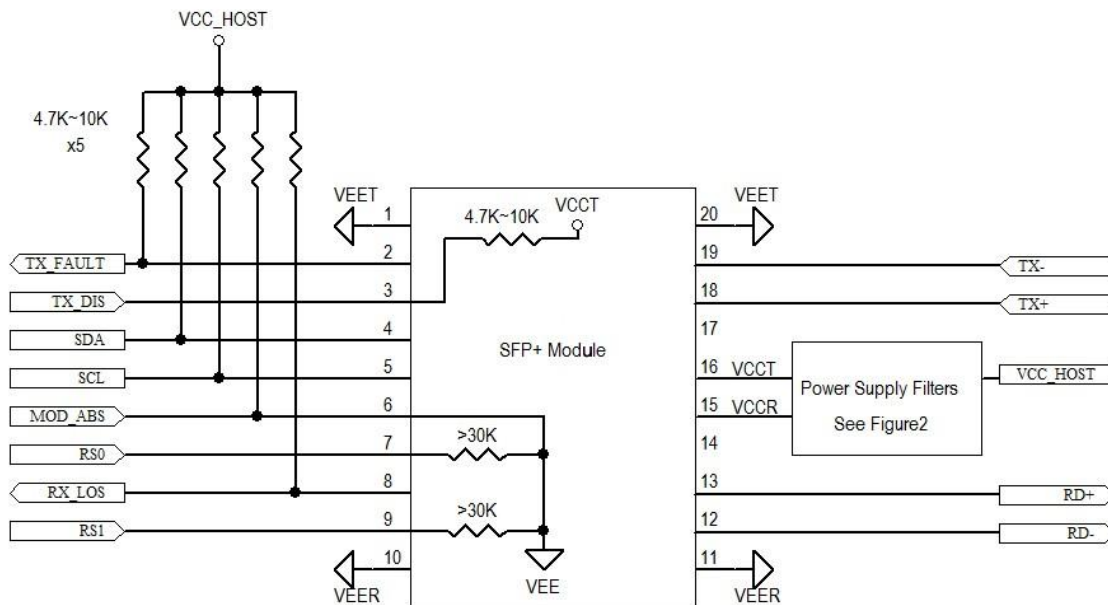 VCC_HOST
4.7K~10K
x5
VEET
1
4.7K~10K
VCCT
20
VEET
TX_FAULT
2
19
TX-
TX_DIS
3
18
TX+
SDA
4
17
SFP+ Module
SCL
5
16
VCCT
Power Supply Filters
See Figure2
VCC_HOST
MOD_ABS
6
15
VCCR
RS0
7
>30K
14
RX_LOS
8
13
RD+
RS1
9
>30K
12
RD-
10
VEER
VEE
11
VEER